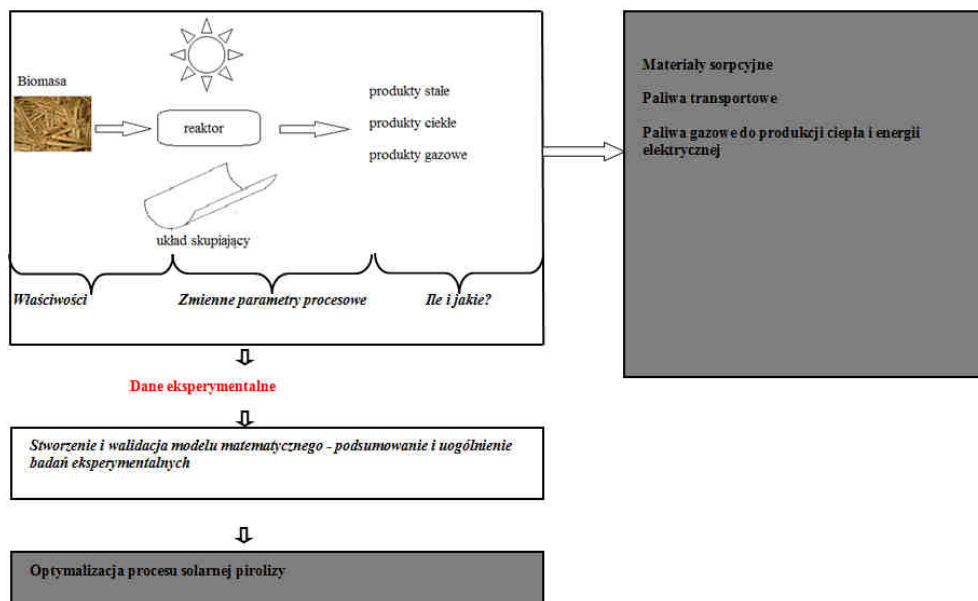 Biomasa
reaktor
układ skupiający
produkty stałe
produkty ciekłe
produkty gazowe
Właściwości
Zmienne parametry procesowe
Ile i jakie?
Materiały sorpcyjne
Paliwa transportowe
Paliwa gazowe do produkcji ciepła i energii
elektrycznej
Dane eksperymentalne
Stworzenie i walidacja modelu matematycznego - podsumowanie i uogólnienie
badań eksperymentalnych
Optymalizacja procesu solarnej pirolizy